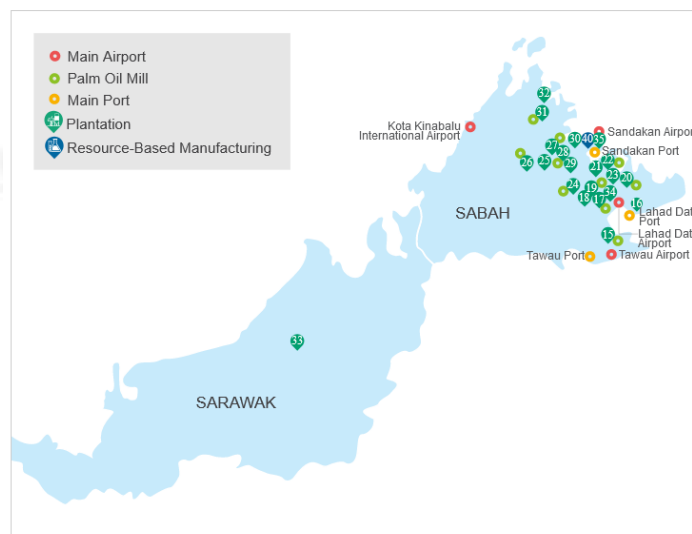 Main Airport
Palm Oil Mill
Main Port
Plantation
Resource-Based Manufacturing
32
31
Kota Kinabalu
International Airport
Sandakan Airport
30
40
35
27
28
Sandakan Port
26
25
29
21
22
23
20
24
19
18
17
34
16
SABAH
Lahad Dat
Port
15
Lahad Dat
Airport
Tawau Port
Tawau Airport
33
SARAWAK